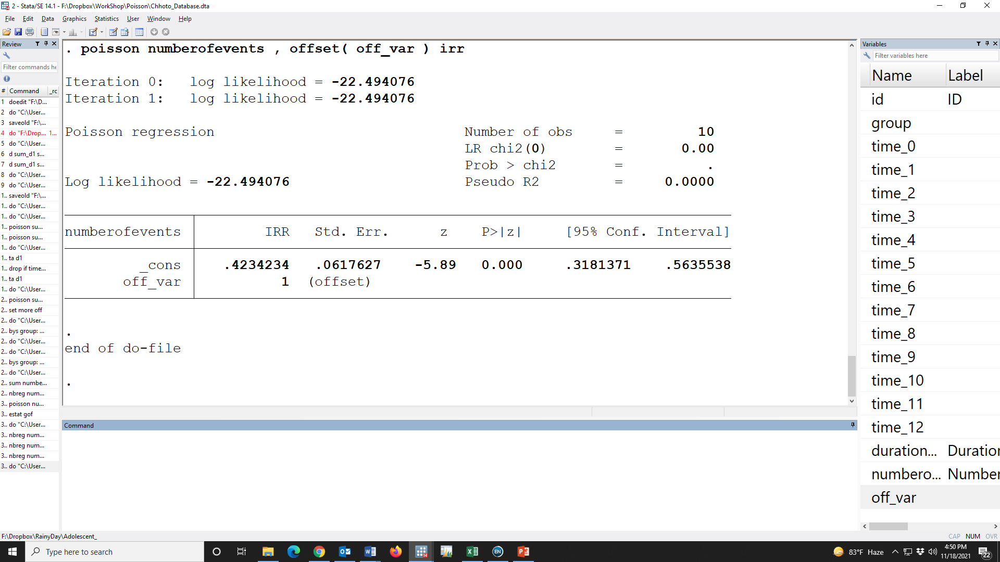 2 - Stata/SE 14.1 - F:\Dropbox\WorkShop\Poisson\Chhoto_Database.dta
File Edit Data Graphics Statistics User Window Help
Review
Filter commands he
# Command _rc
1 doedit "F:\D...
2 do "C:\User...
3 saveold "F:\...
4 do "F:\Drop... 1...
5 do "C:\User...
6 d sum_d1 s...
7 d sum_d1 s...
8 do "C:\User...
9 do "C:\User...
1.. saveold "F:\...
1.. do "C:\User...
1.. do "C:\User...
1.. poisson su...
1.. poisson su...
1.. do "C:\User...
1.. ta d1
1.. drop if time...
1.. ta d1
1.. do "C:\User...
2.. poisson su...
2.. set more off
2.. do "C:\User...
2.. bys group: ...
2.. do "C:\User...
2.. do "C:\User...
2.. bys group: ...
2.. do "C:\User...
2.. sum numbe...
2.. nbreg num...
3.. poisson nu...
3.. estat gof
3.. do "C:\User...
3.. nbreg num...
3.. nbreg num...
3.. nbreg num...
3.. do "C:\User...
. poisson numberofevents , offset( off_var ) irr
Iteration 0: log likelihood = -22.494076
Iteration 1: log likelihood = -22.494076
Poisson regression Number of obs = 10
LR chi2(0) = 0.00
Prob > chi2 = .
Log likelihood = -22.494076 Pseudo R2 = 0.0000
numberofevents IRR Std. Err. z P>|z| [95% Conf. Interval]
_cons .4234234 .0617627 -5.89 0.000 .3181371 .5635538
off_var 1 (offset)
.
end of do-file
.
Command
Variables
Filter variables here
Name Label
id ID
group
time_0
time_1
time_2
time_3
time_4
time_5
time_6
time_7
time_8
time_9
time_10
time_11
time_12
duration... Duration
numbero... Number
off_var
F:\Dropbox\RainyDay\Adolescent_
CAP NUM OVR
Type here to search
14
EN
83°F Haze
4:50 PM
11/18/2021
22